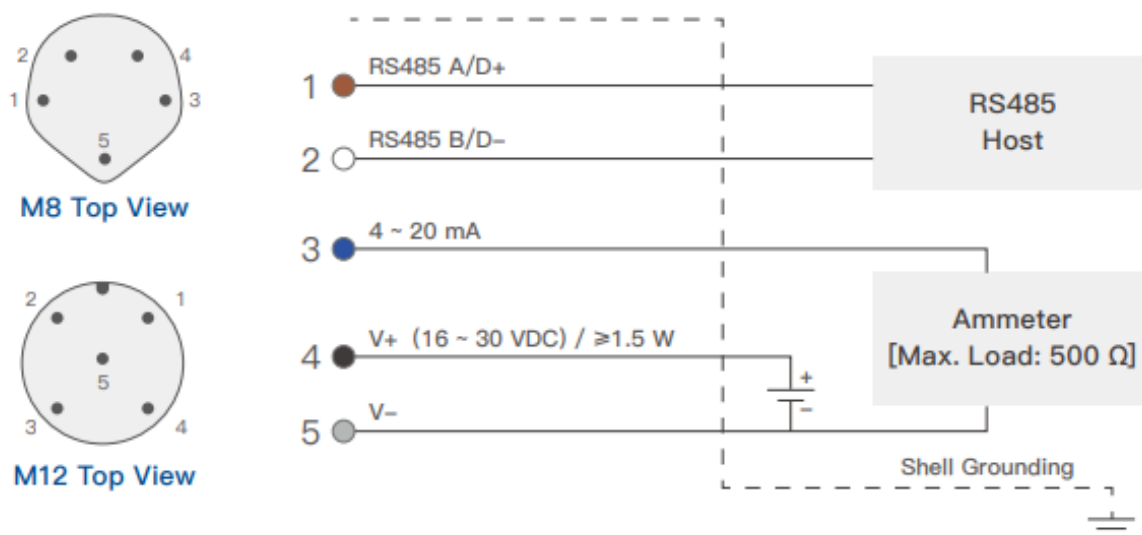 2 4
1 3
5
M8 Top View
2 1
5
3 4
M12 Top View
1 RS485 A/D+
2 RS485 B/D−
3 4 ~ 20 mA
4 V+ (16 ~ 30 VDC) / ≥1.5 W
5 V−
RS485
Host
Ammeter
[Max. Load: 500 Ω]
+
−
Shell Grounding